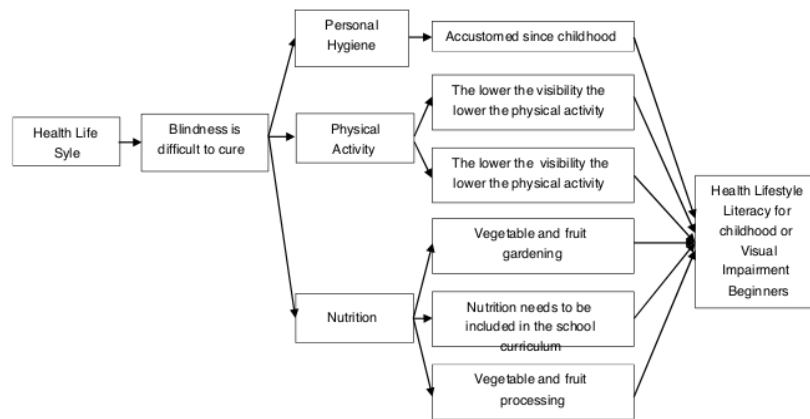 Health Life
Syle
Blindness is
difficult to cure
Personal
Hygiene
Accustomed since childhood
Physical
Activity
The lower the visibility the
lower the physical activity
The lower the visibility the
lower the physical activity
Nutrition
Vegetable and fruit
gardening
Nutrition needs to be
included in the school
curriculum
Vegetable and fruit
processing
Health Lifestyle
Literacy for
childhood or
Visual
Impairment
Beginners